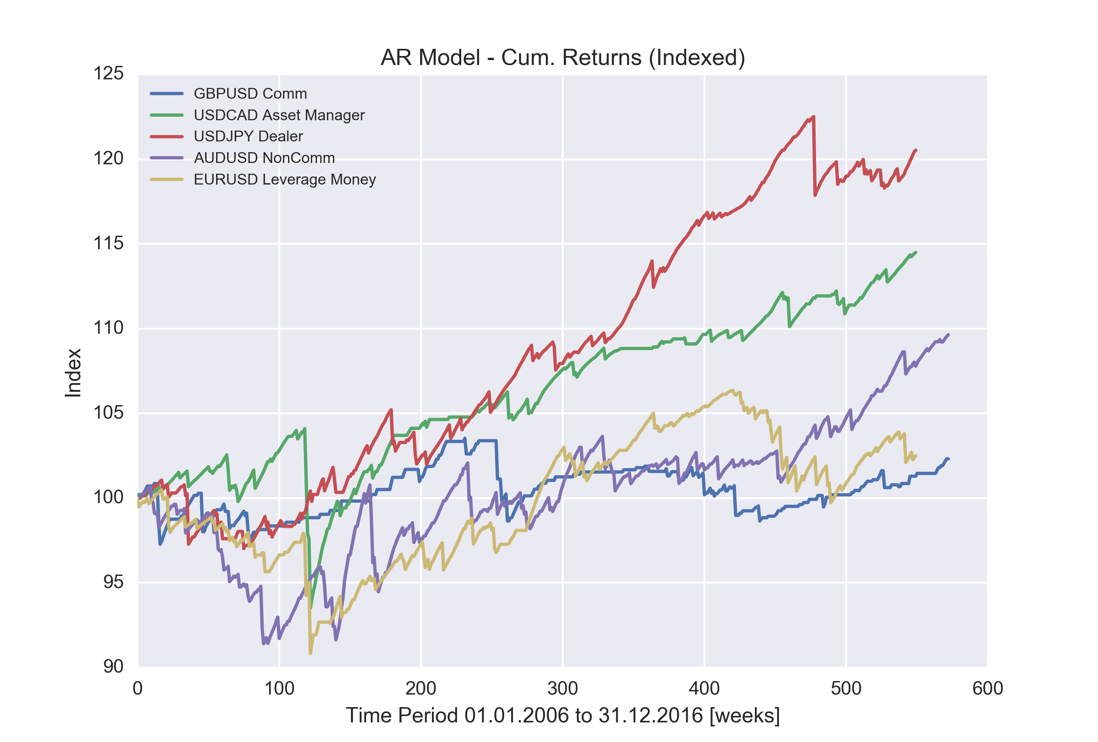 AR Model - Cum. Returns (Indexed)
125
120
115
110
105
100
95
90
Index
GBPUSD Comm
USDCAD Asset Manager
USDJPY Dealer
AUDUSD NonComm
EURUSD Leverage Money
0 100 200 300 400 500 600
Time Period 01.01.2006 to 31.12.2016 [weeks]